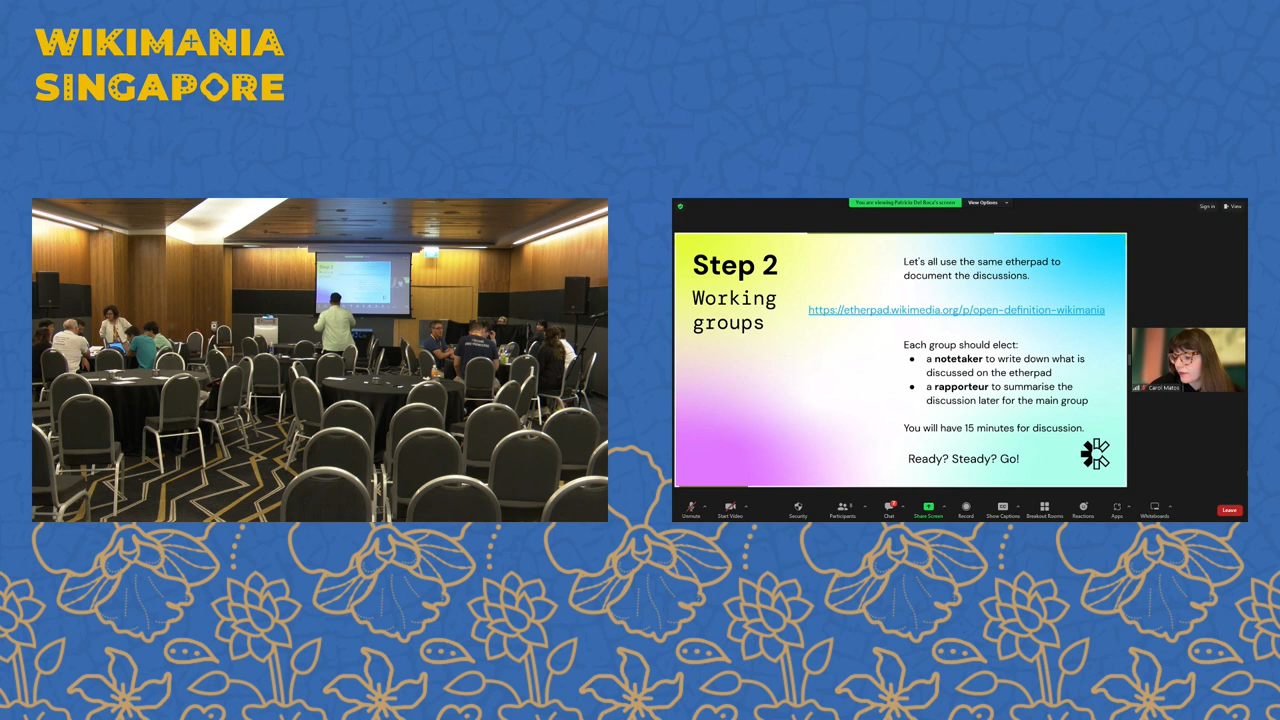 WIKIMANIA
SINGAPORE
You are viewing Patricio Del Boca's screen
View Options
Sign in
View
Step 2
Working
groups
Let's all use the same etherpad to
document the discussions.
https://etherpad.wikimedia.org/p/open-definition-wikimania
Each group should elect:
● a notetaker to write down what is
discussed on the etherpad
● a rapporteur to summarise the
discussion later for the main group
You will have 15 minutes for discussion.
Ready? Steady? Go!
Carol Matos
Unmute
Start Video
Security
Participants
Chat
Share Screen
Record
Show Captions
Breakout Rooms
Reactions
Apps
Whiteboards
Leave
Step 2